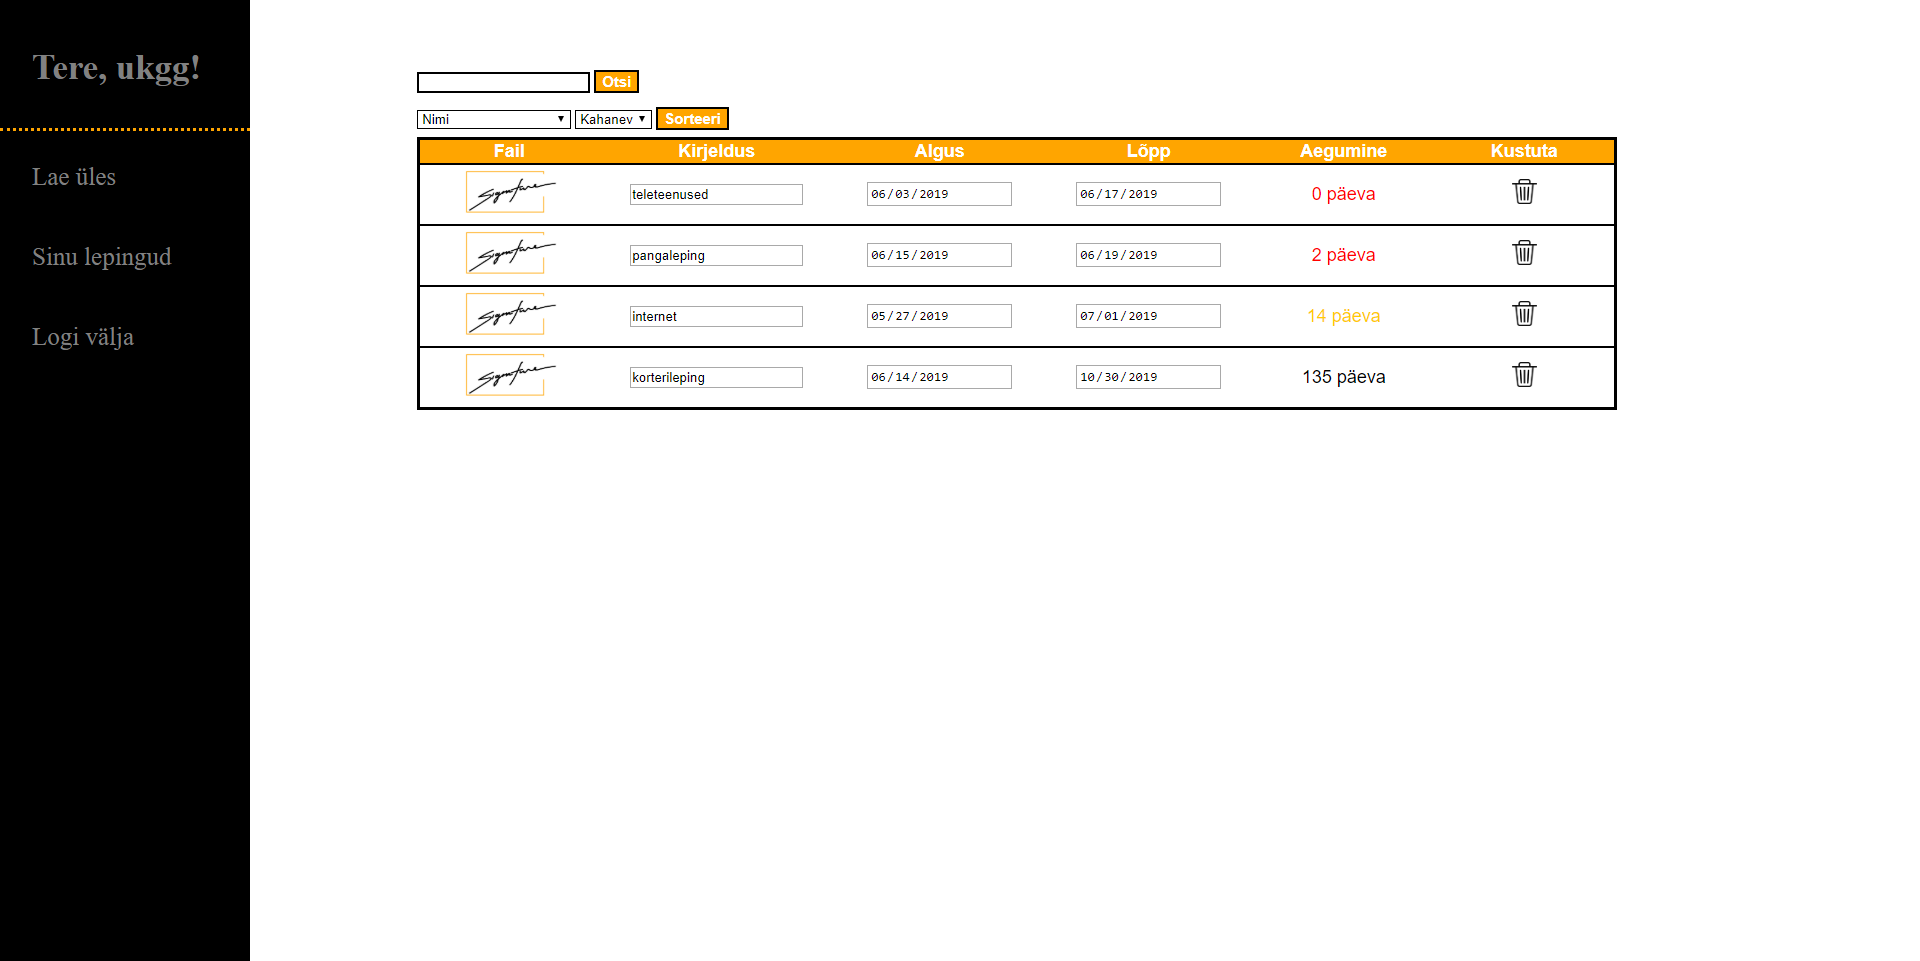 Tere, ukgg!
Lae üles
Sinu lepingud
Logi välja
Otsi
Nimi Kahanev Sorteeri
Fail Kirjeldus Algus Lõpp Aegumine Kustuta
Signature teleteenused 06/03/2019 06/17/2019 0 päeva
Signature pangaleping 06/15/2019 06/19/2019 2 päeva
Signature internet 05/27/2019 07/01/2019 14 päeva
Signature korterileping 06/14/2019 10/30/2019 135 päeva